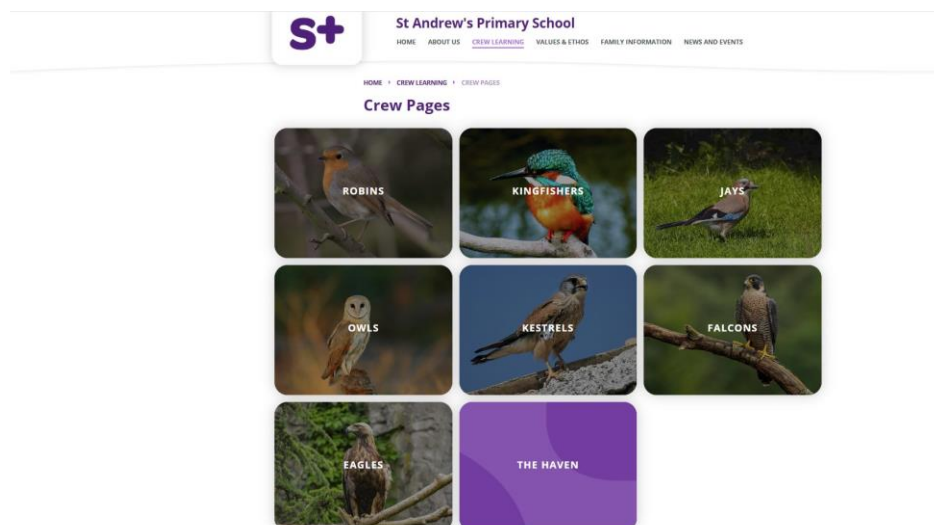 s+
St Andrew's Primary School
HOME ABOUT US CREW LEARNING VALUES & ETHOS FAMILY INFORMATION NEWS AND EVENTS
HOME › CREW LEARNING › CREW PAGES
Crew Pages
ROBINS KINGFISHERS JAYS
OWLS KESTRELS FALCONS
EAGLES THE HAVEN